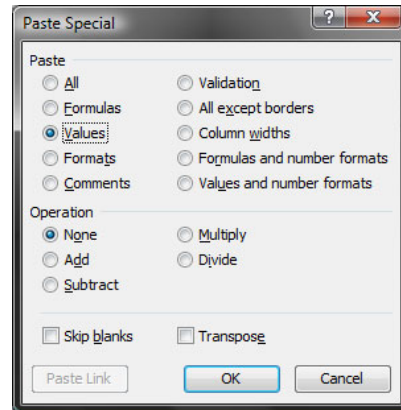 Paste Special
Paste
All
Validation
Formulas
All except borders
Values
Column widths
Formats
Formulas and number formats
Comments
Values and number formats
Operation
None
Multiply
Add
Divide
Subtract
Skip blanks
Transpose
Paste Link
OK
Cancel